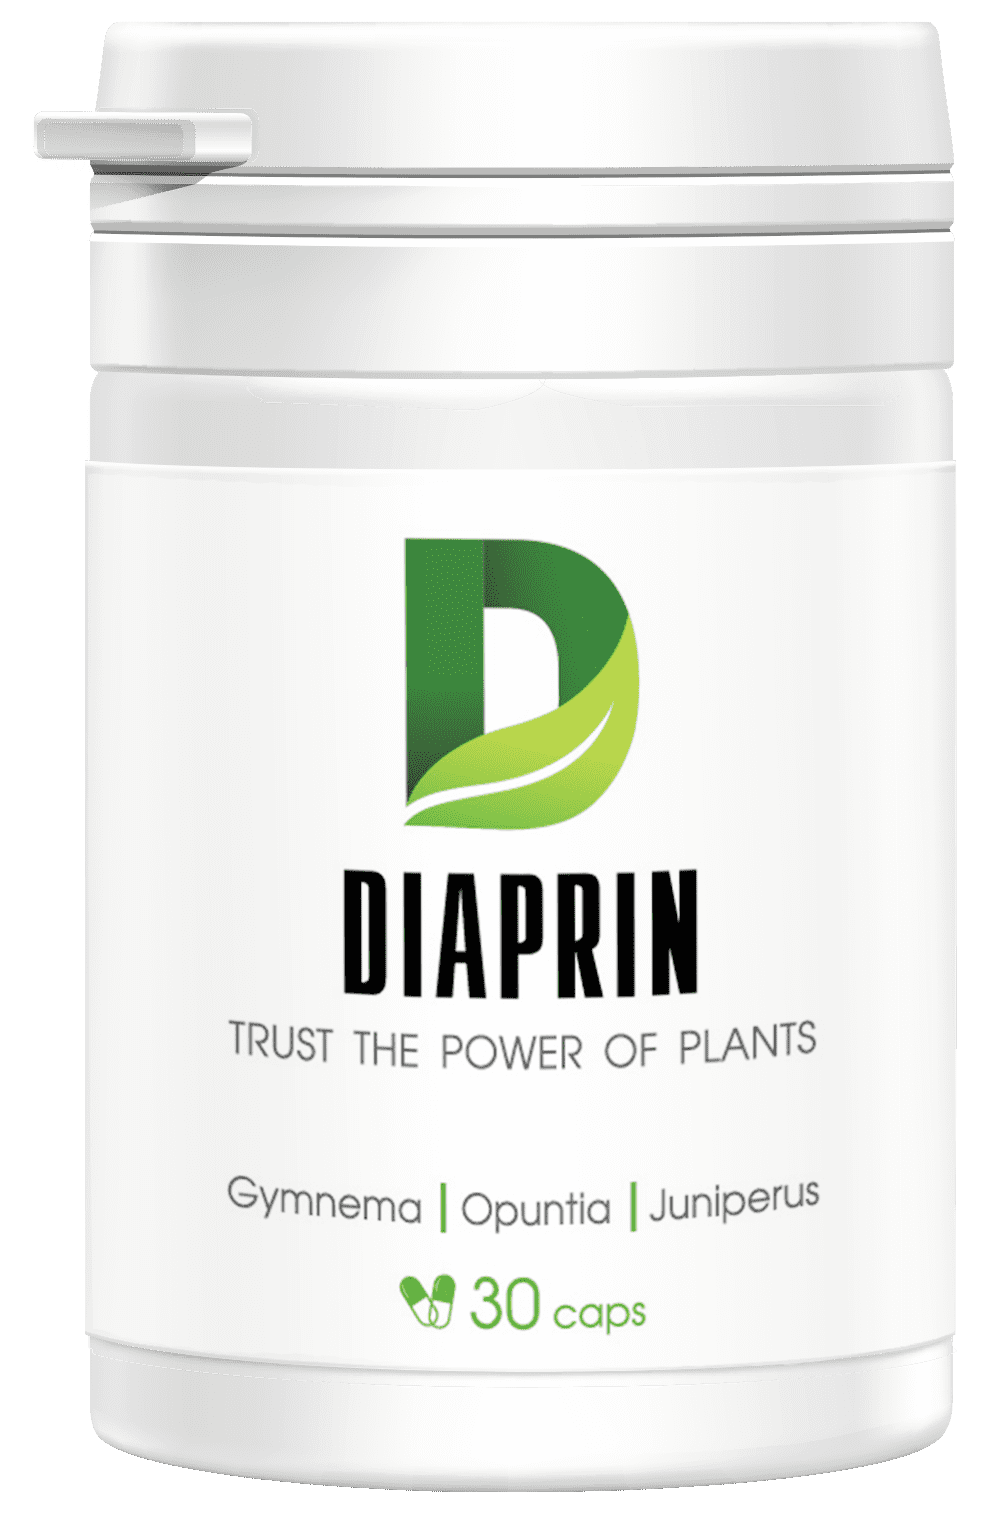 DIAPRIN
TRUST THE POWER OF PLANTS
Gymnema | Opuntia | Juniperus
30 caps